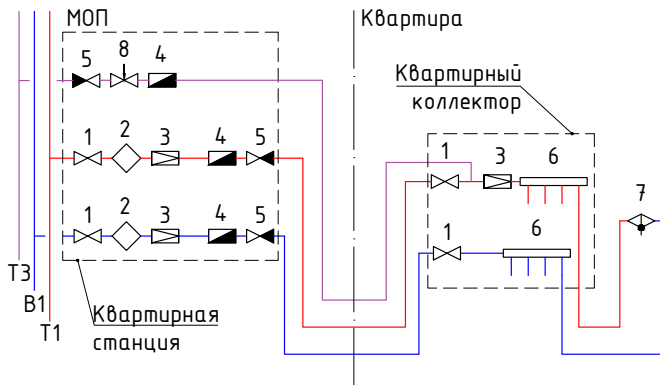 МОП
Квартира
5 8 4
Квартирный
коллектор
1 2 3 4 5
1 3 6
7
1 2 3 4 5
1 6
Т3
В1
Т1
Квартирная
станция